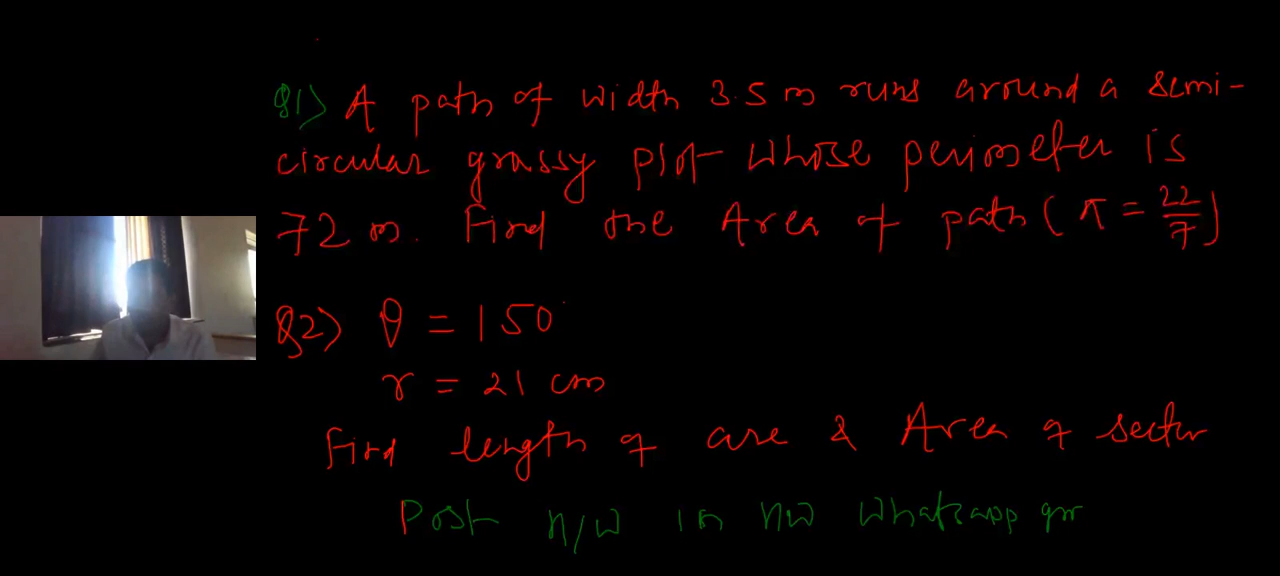 Q1) A path of width 3.5 m runs around a semi-
circular grassy plot whose perimeter is
72 m. Find the Area of path (π = 22/7)
Q2) θ = 150°
r = 21 cm
Find length of arc & Area of sector
Post H/W in HW Whatsapp gr